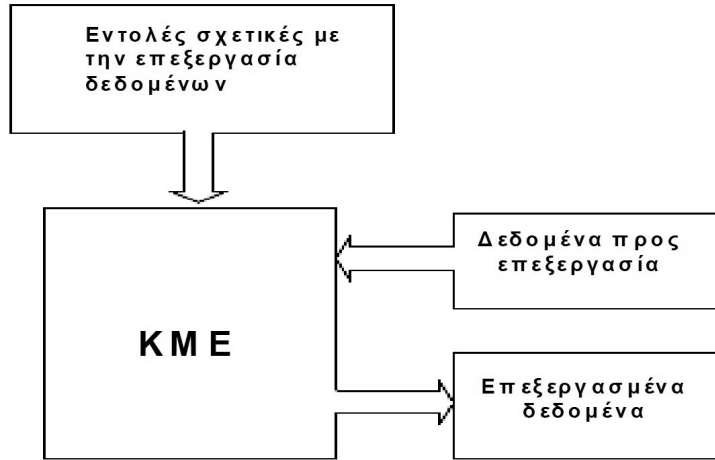 Εντολές σχετικές με
την επεξεργασία
δεδομένων
Δεδομένα προς
επεξεργασία
ΚΜΕ
Επεξεργασμένα
δεδομένα